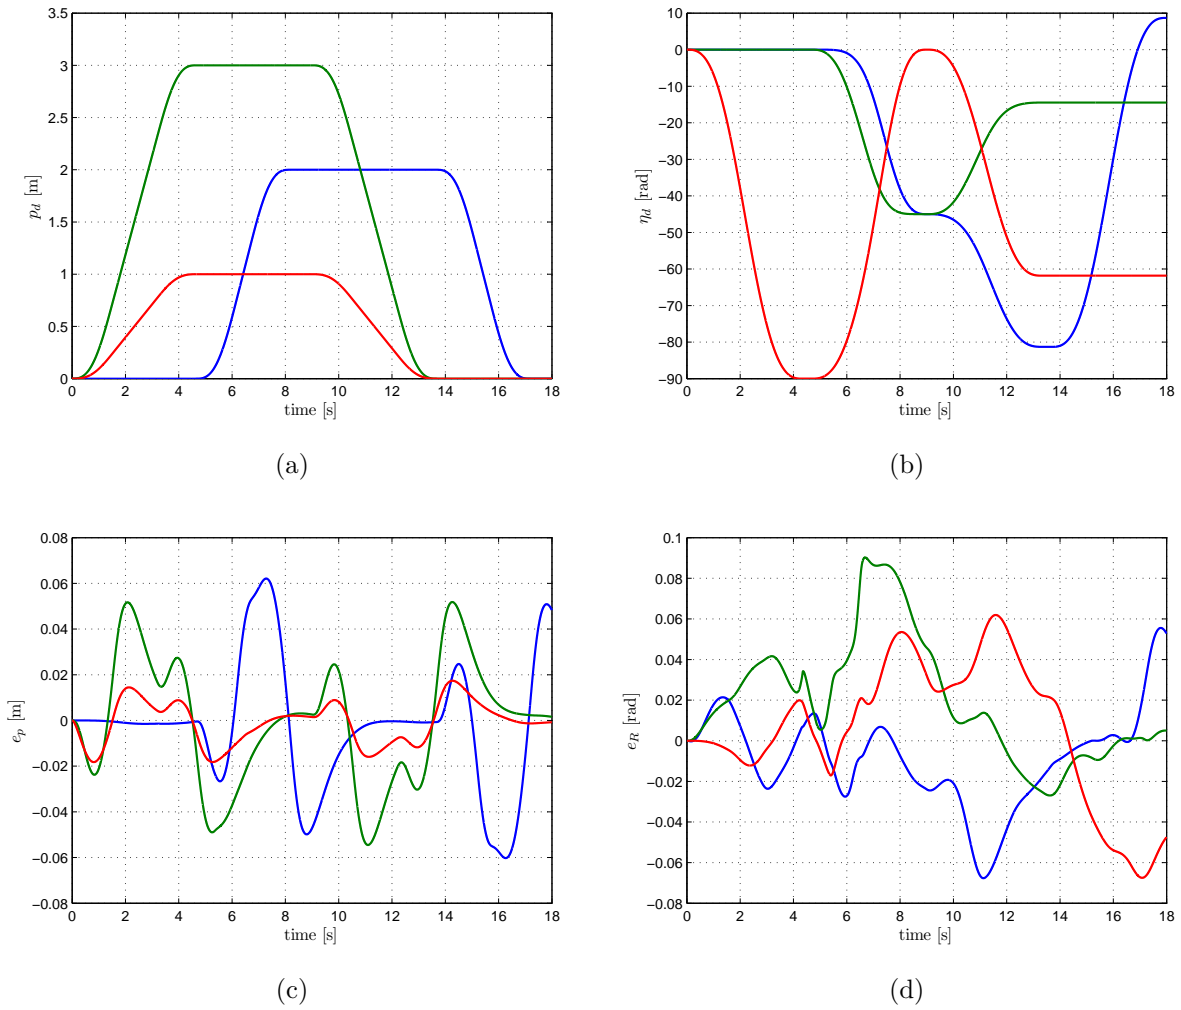 3.5
3
2.5
2
1.5
1
0.5
0
p_d [m]
0 2 4 6 8 10 12 14 16 18
time [s]
(a)
10
0
−10
−20
−30
−40
−50
−60
−70
−80
−90
η_d [rad]
0 2 4 6 8 10 12 14 16 18
time [s]
(b)
0.08
0.06
0.04
0.02
0
−0.02
−0.04
−0.06
−0.08
e_p [m]
0 2 4 6 8 10 12 14 16 18
time [s]
(c)
0.1
0.08
0.06
0.04
0.02
0
−0.02
−0.04
−0.06
−0.08
e_R [rad]
0 2 4 6 8 10 12 14 16 18
time [s]
(d)